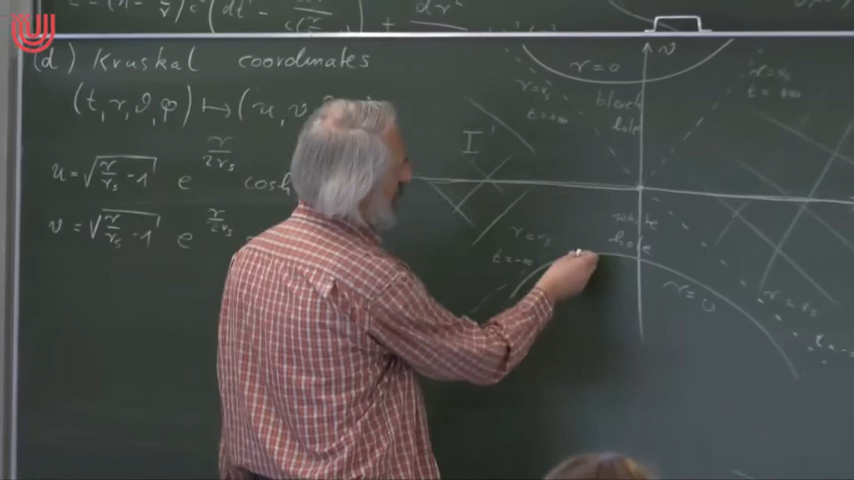 (d) Kruskal coordinates
(t, r, ϑ, φ) ↦ (u, v, ϑ
u = √(r/r_s - 1) e^(r/2r_s) cosh
v = √(r/r_s - 1) e^(r/2r_s)
v
r = 0
r = r_s
t = +∞
r = r_s
t = +∞
black
hole
I'
white
hole
r = r_s
t = -∞
r = 0
r = r_s